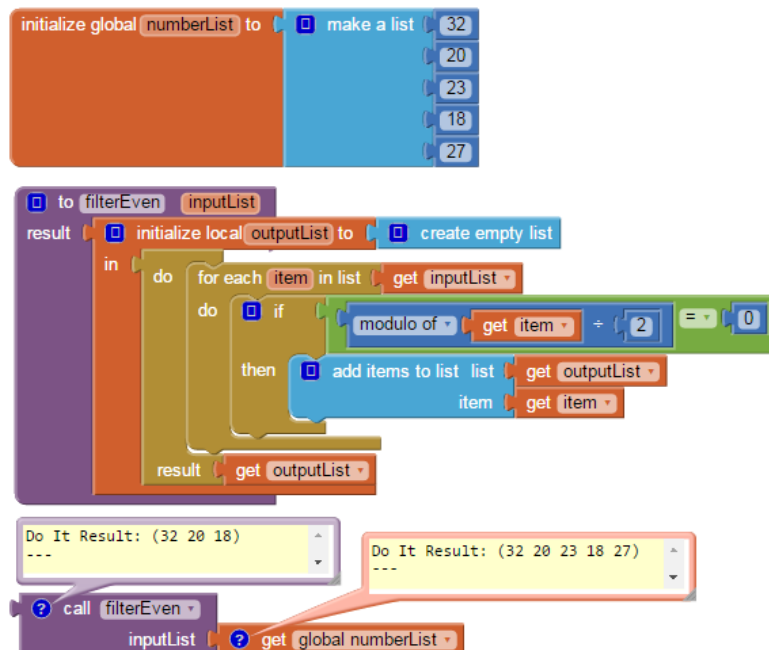 initialize global numberList to make a list 32
20
23
18
27
to filterEven inputList
result initialize local outputList to create empty list
in do for each item in list get inputList
do if modulo of get item ÷ 2 = 0
then add items to list list get outputList
item get item
result get outputList
Do It Result: (32 20 18)
---
Do It Result: (32 20 23 18 27)
---
? call filterEven
inputList ? get global numberList